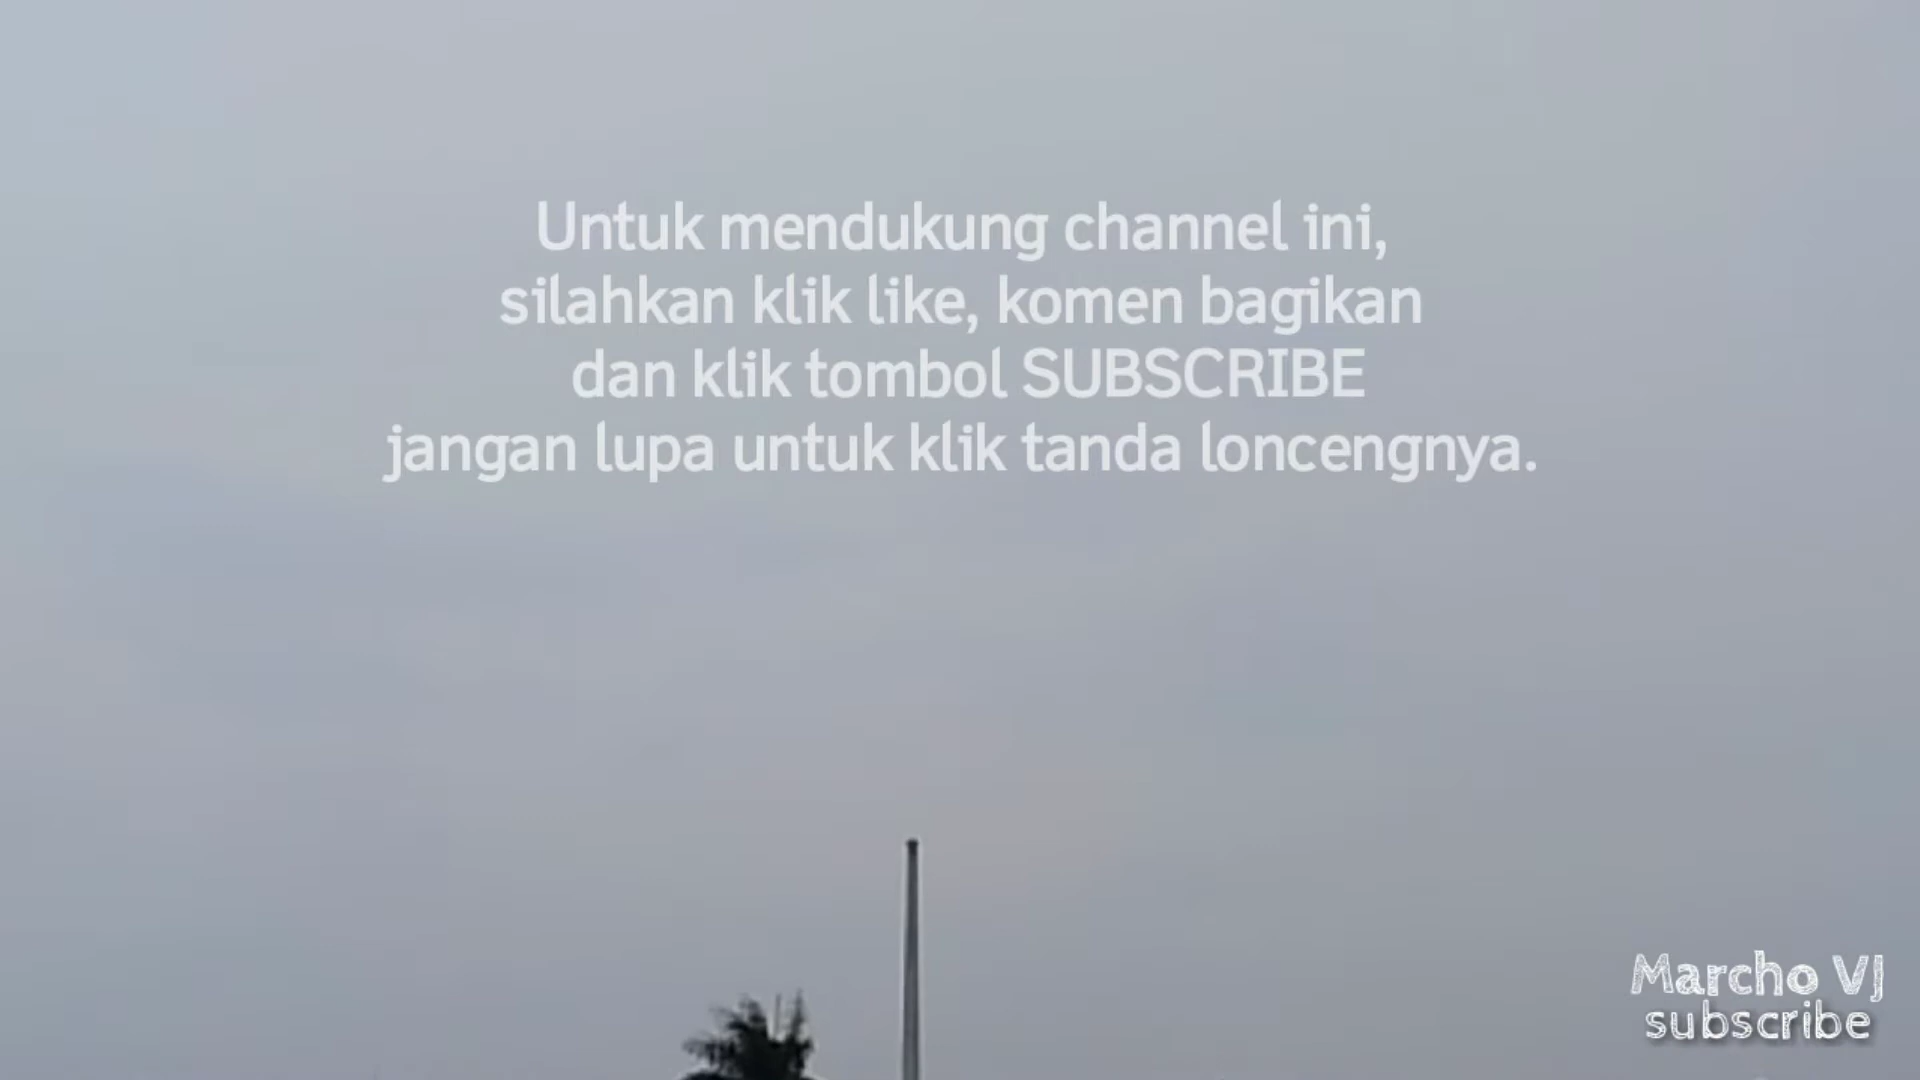 Untuk mendukung channel ini,
silahkan klik like, komen bagikan
dan klik tombol SUBSCRIBE
jangan lupa untuk klik tanda loncengnya.
Marcho VJ
subscribe